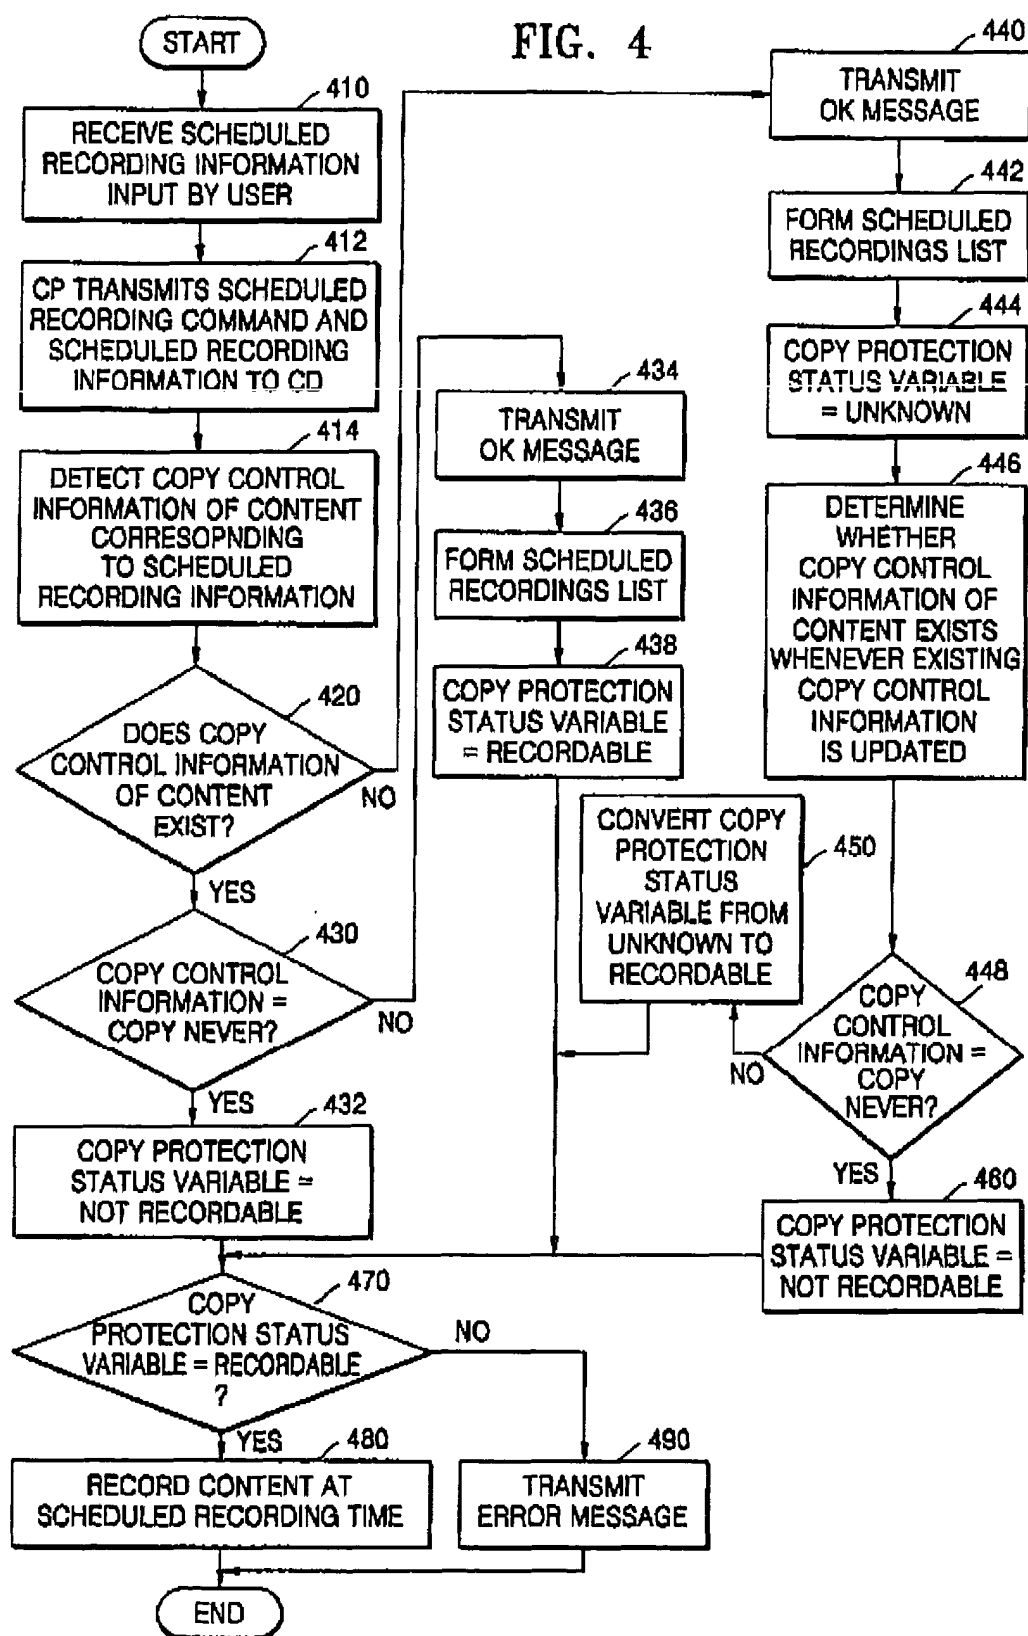 FIG. 4
START
410
RECEIVE SCHEDULED
RECORDING INFORMATION
INPUT BY USER
412
CP TRANSMITS SCHEDULED
RECORDING COMMAND AND
SCHEDULED RECORDING
INFORMATION TO CD
414
DETECT COPY CONTROL
INFORMATION OF CONTENT
CORRESOPNDING
TO SCHEDULED
RECORDING INFORMATION
420
DOES COPY
CONTROL INFORMATION
OF CONTENT
EXIST?
NO
YES
430
COPY CONTROL
INFORMATION =
COPY NEVER?
NO
YES
432
COPY PROTECTION
STATUS VARIABLE =
NOT RECORDABLE
434
TRANSMIT
OK MESSAGE
436
FORM SCHEDULED
RECORDINGS LIST
438
COPY PROTECTION
STATUS VARIABLE
= RECORDABLE
440
TRANSMIT
OK MESSAGE
442
FORM SCHEDULED
RECORDINGS LIST
444
COPY PROTECTION
STATUS VARIABLE
= UNKNOWN
446
DETERMINE
WHETHER
COPY CONTROL
INFORMATION OF
CONTENT EXISTS
WHENEVER EXISTING
COPY CONTROL
INFORMATION
IS UPDATED
448
COPY
CONTROL
INFORMATION =
COPY
NEVER?
NO
YES
450
CONVERT COPY
PROTECTION
STATUS
VARIABLE FROM
UNKNOWN TO
RECORDABLE
460
COPY PROTECTION
STATUS VARIABLE =
NOT RECORDABLE
470
COPY
PROTECTION STATUS
VARIABLE = RECORDABLE
?
NO
YES
480
RECORD CONTENT AT
SCHEDULED RECORDING TIME
490
TRANSMIT
ERROR MESSAGE
END